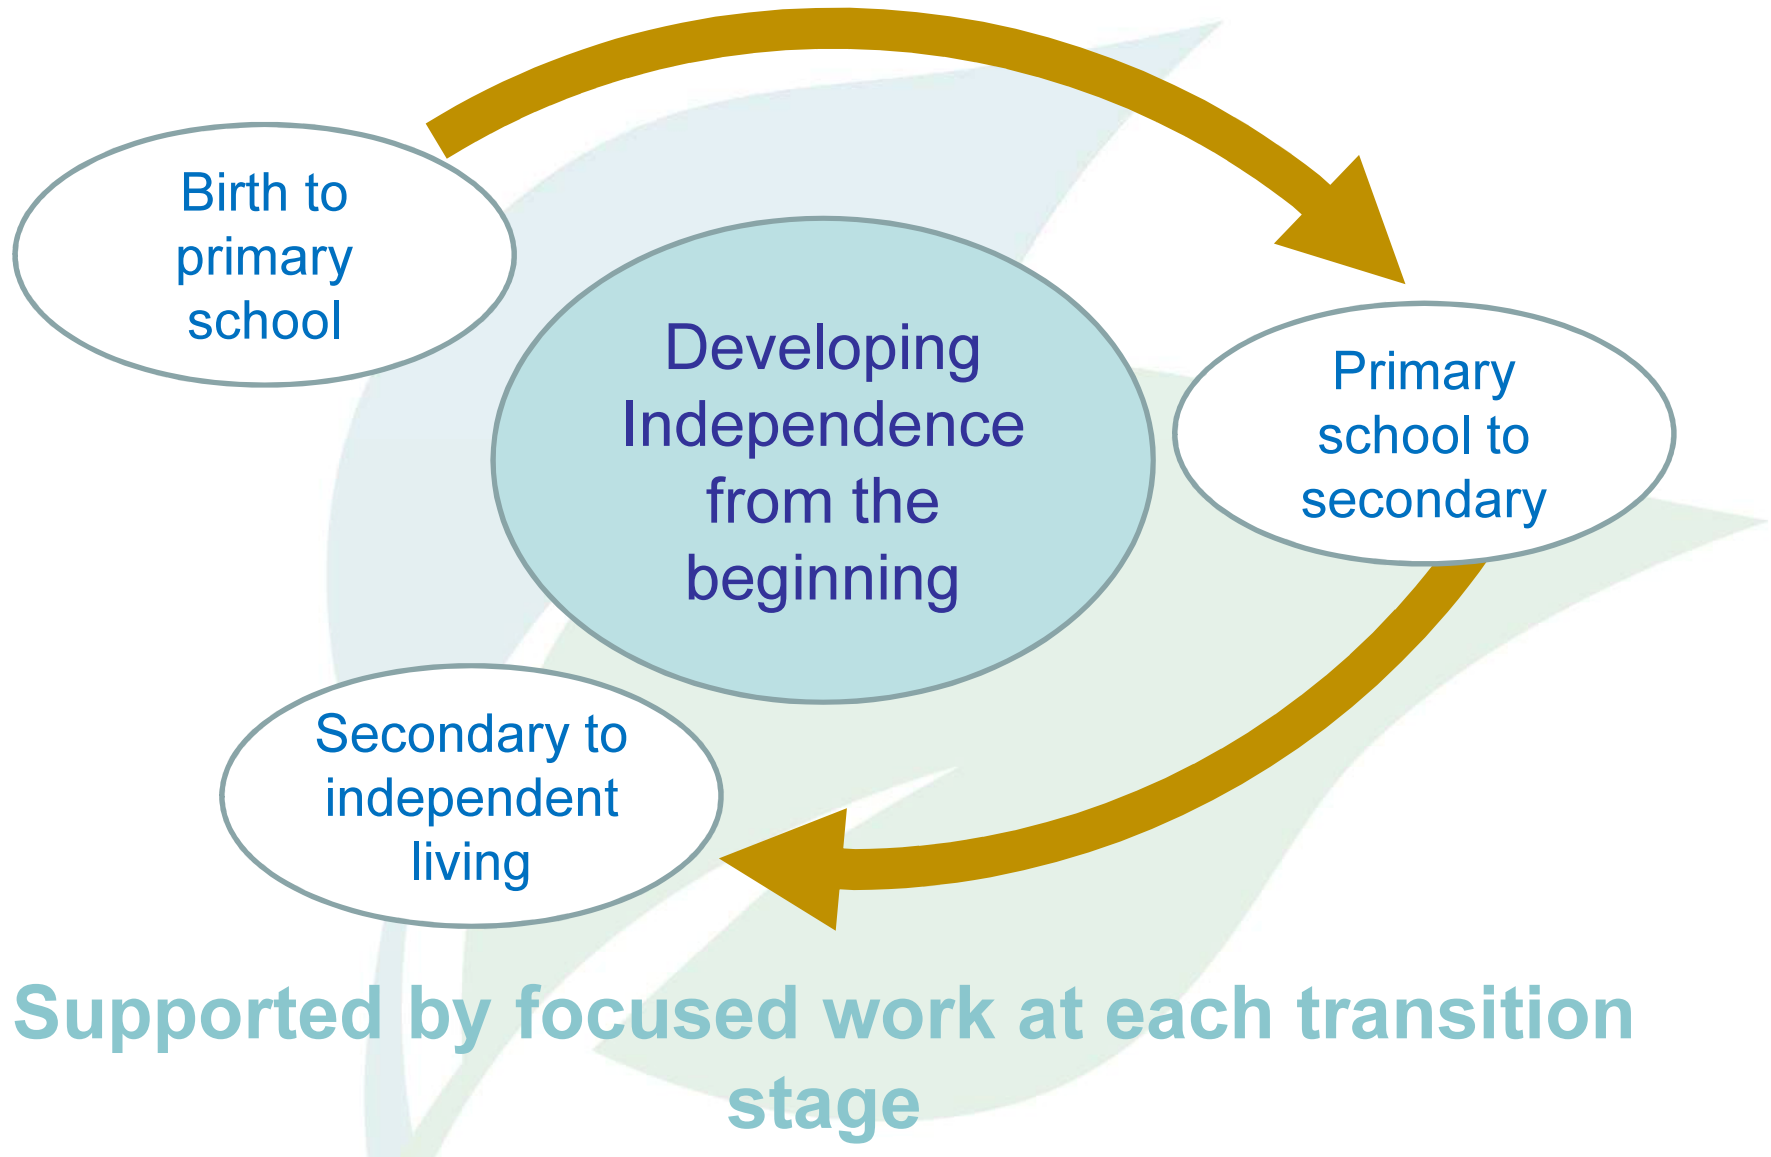 Birth to
primary
school
Developing
Independence
from the
beginning
Primary
school to
secondary
Secondary to
independent
living
Supported by focused work at each transition
stage